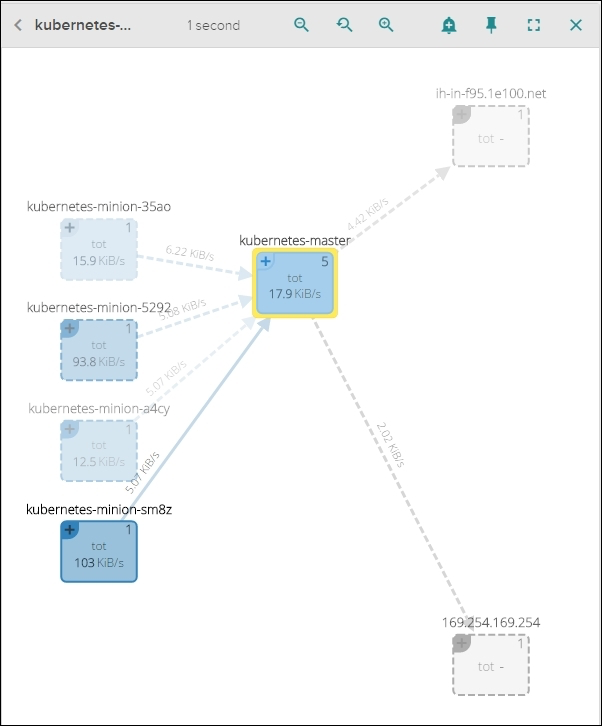 kubernetes-...
1 second
ih-in-f95.1e100.net
1
tot -
4.42 KiB/s
kubernetes-minion-35ao
1
tot
15.9 KiB/s
6.22 KiB/s
kubernetes-master
5
tot
17.9 KiB/s
kubernetes-minion-5292
1
tot
93.8 KiB/s
5.08 KiB/s
kubernetes-minion-a4cy
1
tot
12.5 KiB/s
5.07 KiB/s
kubernetes-minion-sm8z
1
tot
103 KiB/s
5.07 KiB/s
2.02 KiB/s
169.254.169.254
1
tot -